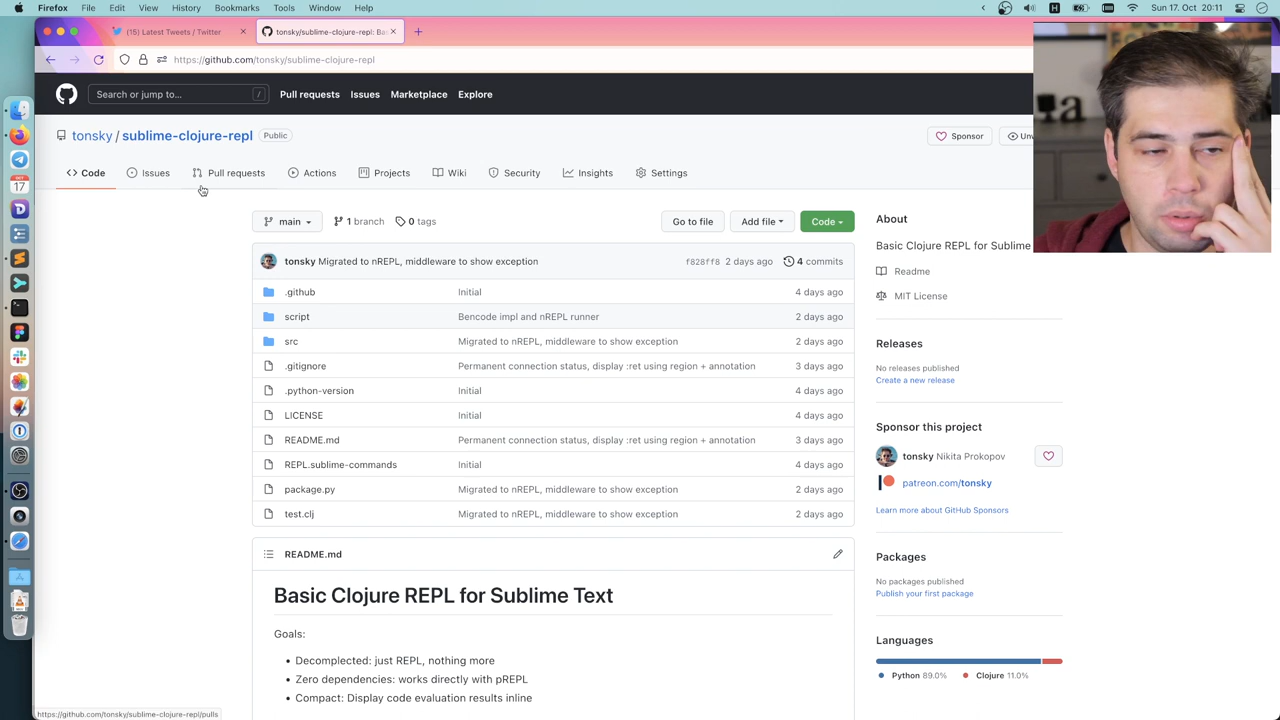 Firefox File Edit View History Bookmarks Tools Window Help Sun 17. Oct 20:11
(15) Latest Tweets / Twitter tonsky/sublime-clojure-repl: Ba
https://github.com/tonsky/sublime-clojure-repl
Search or jump to... / Pull requests Issues Marketplace Explore
tonsky / sublime-clojure-repl Public Sponsor
Code Issues Pull requests Actions Projects Wiki Security Insights Settings
main 1 branch 0 tags Go to file Add file Code
tonsky Migrated to nREPL, middleware to show exception f828ff8 2 days ago 4 commits
.github Initial 4 days ago
script Bencode impl and nREPL runner 2 days ago
src Migrated to nREPL, middleware to show exception 2 days ago
.gitignore Permanent connection status, display :ret using region + annotation 3 days ago
.python-version Initial 4 days ago
LICENSE Initial 4 days ago
README.md Permanent connection status, display :ret using region + annotation 3 days ago
REPL.sublime-commands Initial 4 days ago
package.py Migrated to nREPL, middleware to show exception 2 days ago
test.clj Migrated to nREPL, middleware to show exception 2 days ago
README.md
Basic Clojure REPL for Sublime Text
Goals:
Decomplected: just REPL, nothing more
Zero dependencies: works directly with pREPL
Compact: Display code evaluation results inline
About
Basic Clojure REPL for Sublime
Readme
MIT License
Releases
No releases published
Create a new release
Sponsor this project
tonsky Nikita Prokopov
patreon.com/tonsky
Learn more about GitHub Sponsors
Packages
No packages published
Publish your first package
Languages
Python 89.0% Clojure 11.0%
https://github.com/tonsky/sublime-clojure-repl/pulls
OCT
17